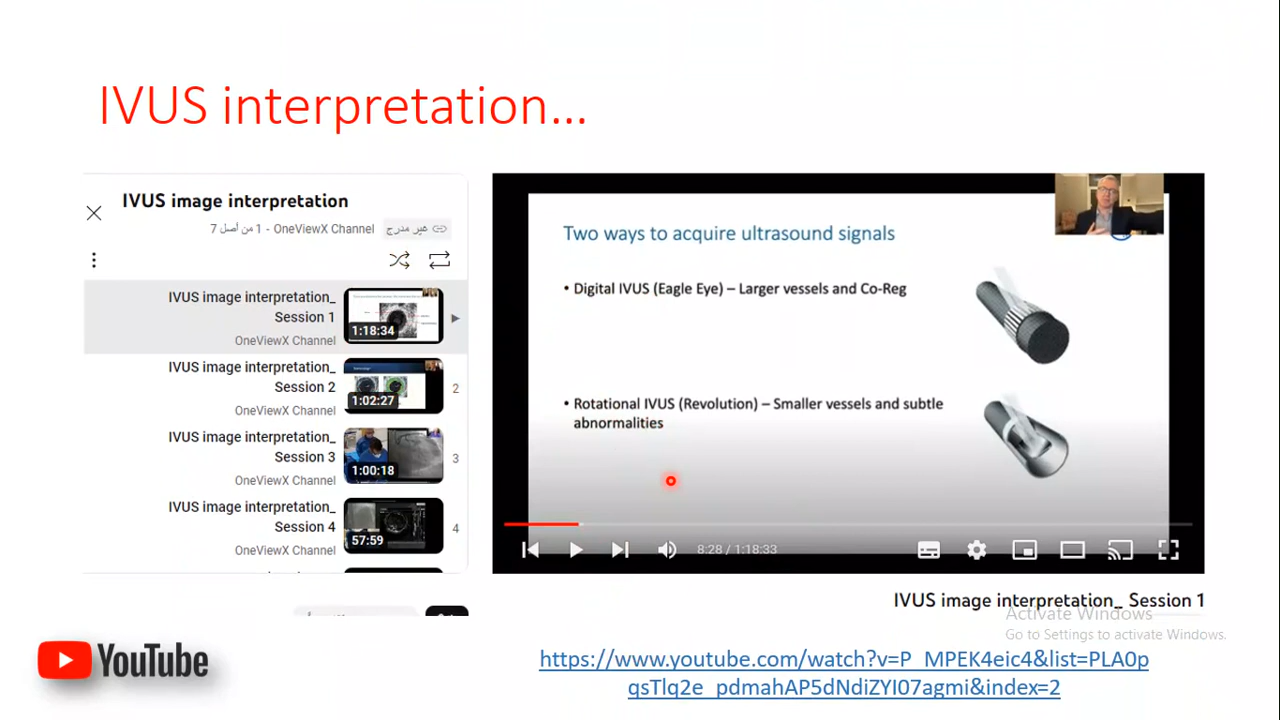 IVUS interpretation...
IVUS image interpretation
7 غير مدرج OneViewX Channel - 1 من أصل
IVUS image interpretation_
Session 1
OneViewX Channel
1:18:34
IVUS image interpretation_
Session 2
OneViewX Channel
1:02:27
2
IVUS image interpretation_
Session 3
OneViewX Channel
1:00:18
3
IVUS image interpretation_
Session 4
OneViewX Channel
57:59
4
Two ways to acquire ultrasound signals
• Digital IVUS (Eagle Eye) – Larger vessels and Co-Reg
• Rotational IVUS (Revolution) – Smaller vessels and subtle
abnormalities
8:28 / 1:18:33
IVUS image interpretation_ Session 1
Activate Windows
Go to Settings to activate Windows.
YouTube
https://www.youtube.com/watch?v=P_MPEK4eic4&list=PLA0p
qsTlq2e_pdmahAP5dNdiZYI07agmi&index=2